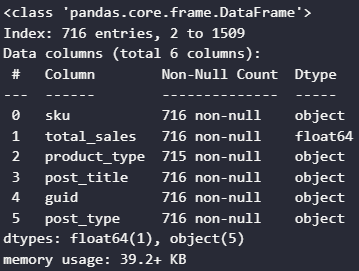 <class 'pandas.core.frame.DataFrame'>
Index: 716 entries, 2 to 1509
Data columns (total 6 columns):
 #   Column        Non-Null Count  Dtype
---  ------        --------------  -----
 0   sku           716 non-null    object
 1   total_sales   716 non-null    float64
 2   product_type  715 non-null    object
 3   post_title    716 non-null    object
 4   guid          716 non-null    object
 5   post_type     716 non-null    object
dtypes: float64(1), object(5)
memory usage: 39.2+ KB